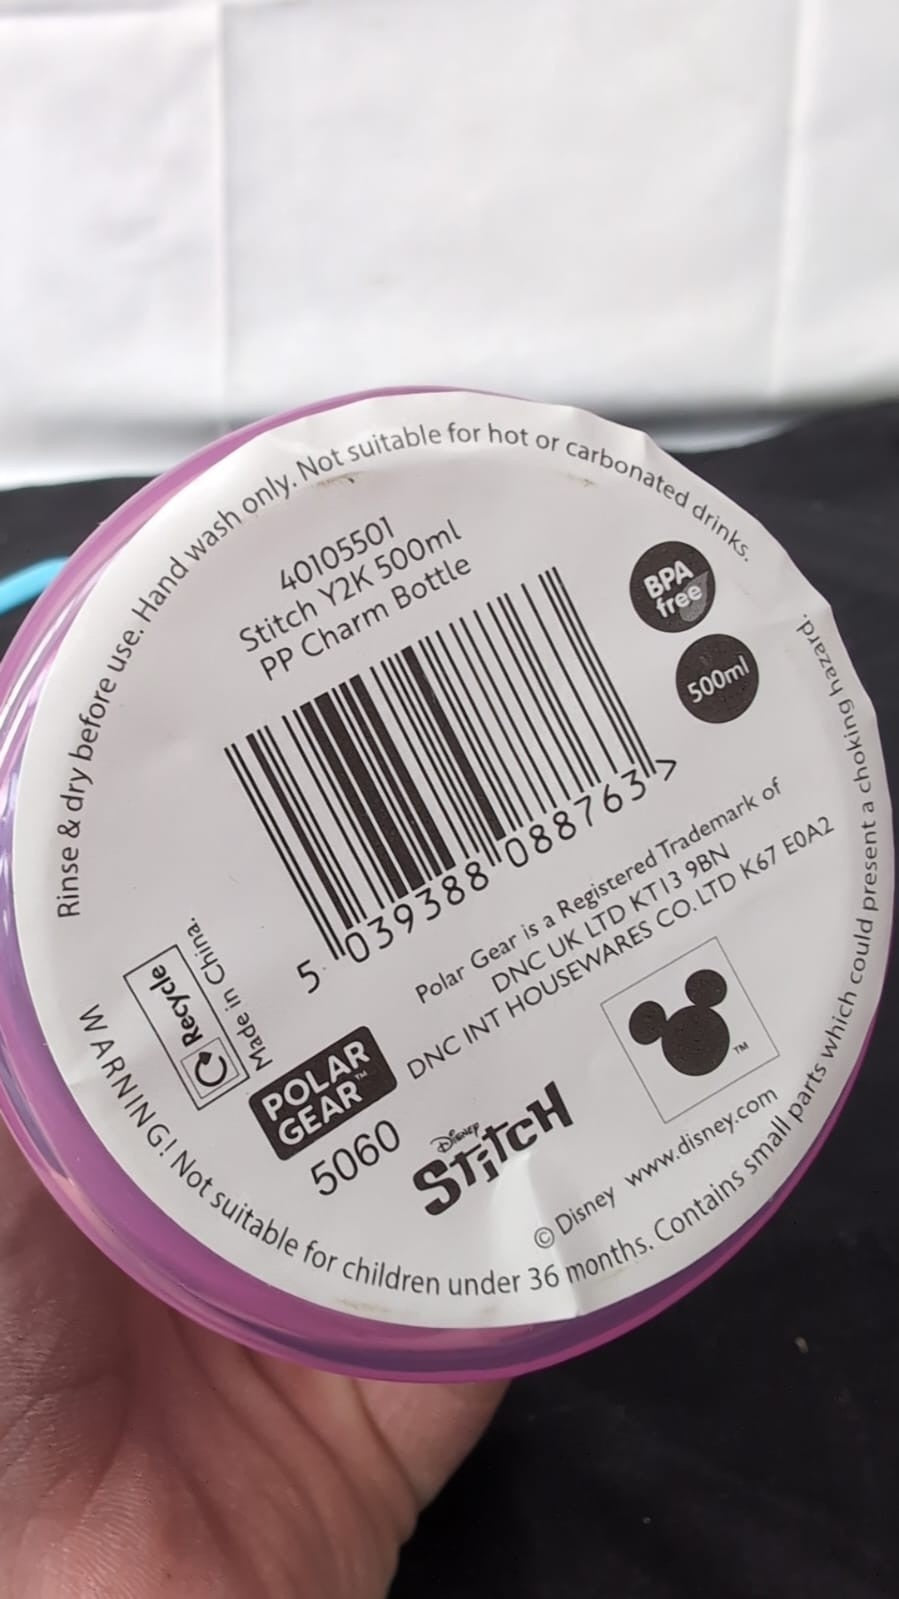 Rinse & dry before use. Hand wash only. Not suitable for hot or carbonated drinks.
40105501
Stitch Y2K 500ml
PP Charm Bottle
BPA
free
500ml
5 039388 088763 >
Polar Gear is a Registered Trademark of
DNC UK LTD KT13 9BN
DNC INT HOUSEWARES CO. LTD K67 E0A2
Recycle
Made in China.
POLAR
GEAR™
5060
Disney
STiTCH
TM
© Disney www.disney.com
WARNING! Not suitable for children under 36 months. Contains small parts which could present a choking hazard.